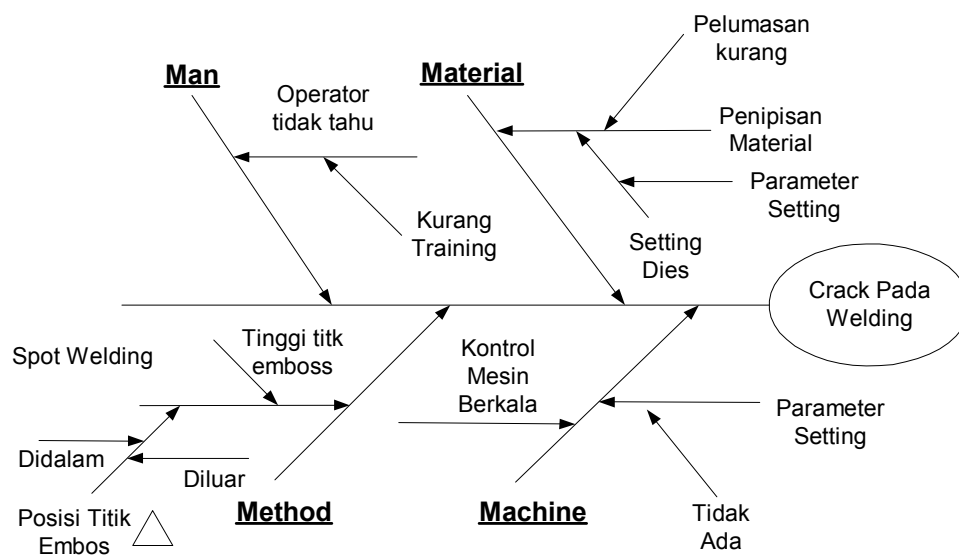 Pelumasan
kurang
Man
Material
Operator
tidak tahu
Penipisan
Material
Parameter
Setting
Kurang
Training
Setting
Dies
Crack Pada
Welding
Spot Welding
Tinggi titk
emboss
Kontrol
Mesin
Berkala
Parameter
Setting
Didalam
Diluar
Posisi Titik
Embos
Method
Machine
Tidak
Ada